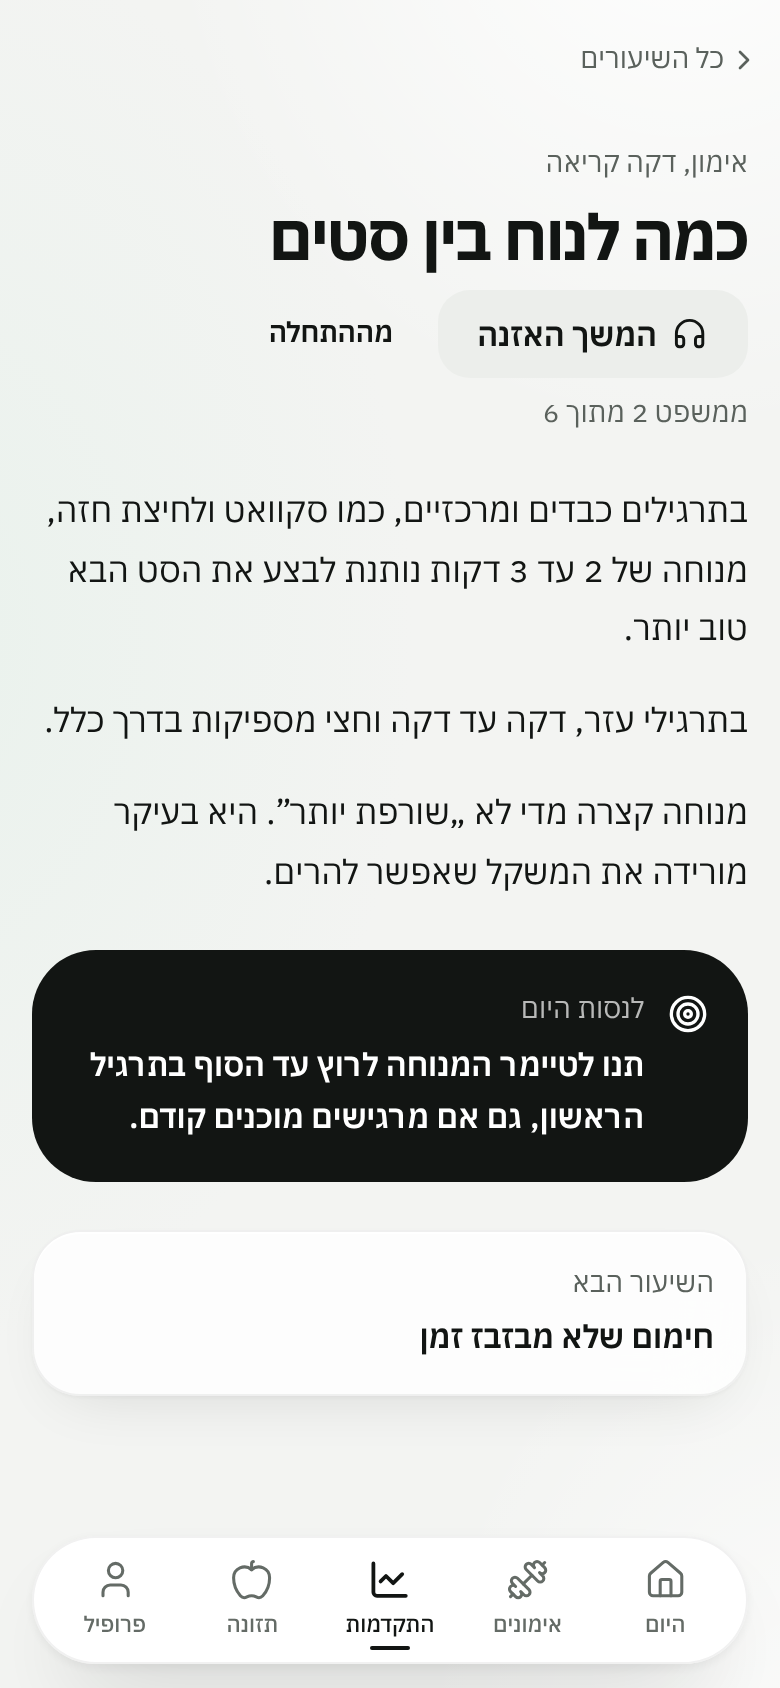 כל השיעורים
אימון, דקה קריאה
כמה לנוח בין סטים
המשך האזנה
מההתחלה
ממשפט 2 מתוך 6
בתרגילים כבדים ומרכזיים, כמו סקוואט ולחיצת חזה,
מנוחה של 2 עד 3 דקות נותנת לבצע את הסט הבא
טוב יותר.
בתרגילי עזר, דקה עד דקה וחצי מספיקות בדרך כלל.
מנוחה קצרה מדי לא „שורפת יותר”. היא בעיקר
מורידה את המשקל שאפשר להרים.
לנסות היום
תנו לטיימר המנוחה לרוץ עד הסוף בתרגיל
הראשון, גם אם מרגישים מוכנים קודם.
השיעור הבא
חימום שלא מבזבז זמן
היום
אימונים
התקדמות
תזונה
פרופיל